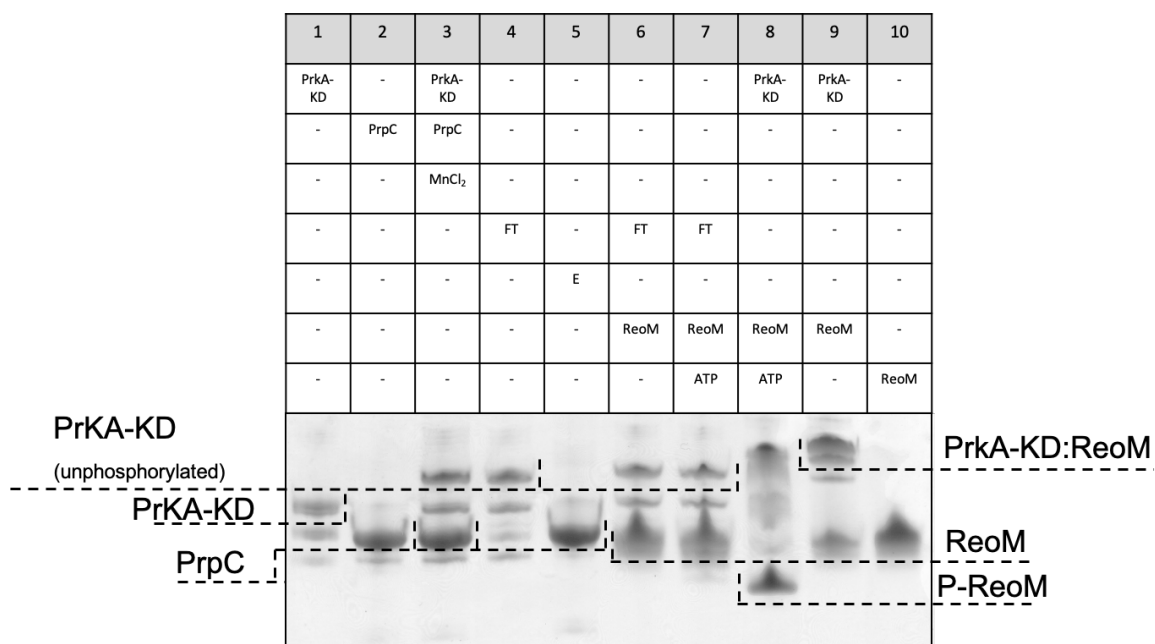 1 2 3 4 5 6 7 8 9 10
PrkA- - PrkA- - - - - PrkA- PrkA- -
KD KD KD KD
- PrpC PrpC - - - - - - -
- - MnCl₂ - - - - - - -
- - - FT - FT FT - - -
- - - - E - - - - -
- - - - - ReoM ReoM ReoM ReoM -
- - - - - - ATP ATP - ReoM
PrKA-KD
(unphosphorylated)
PrkA-KD:ReoM
PrKA-KD
PrpC
ReoM
P-ReoM